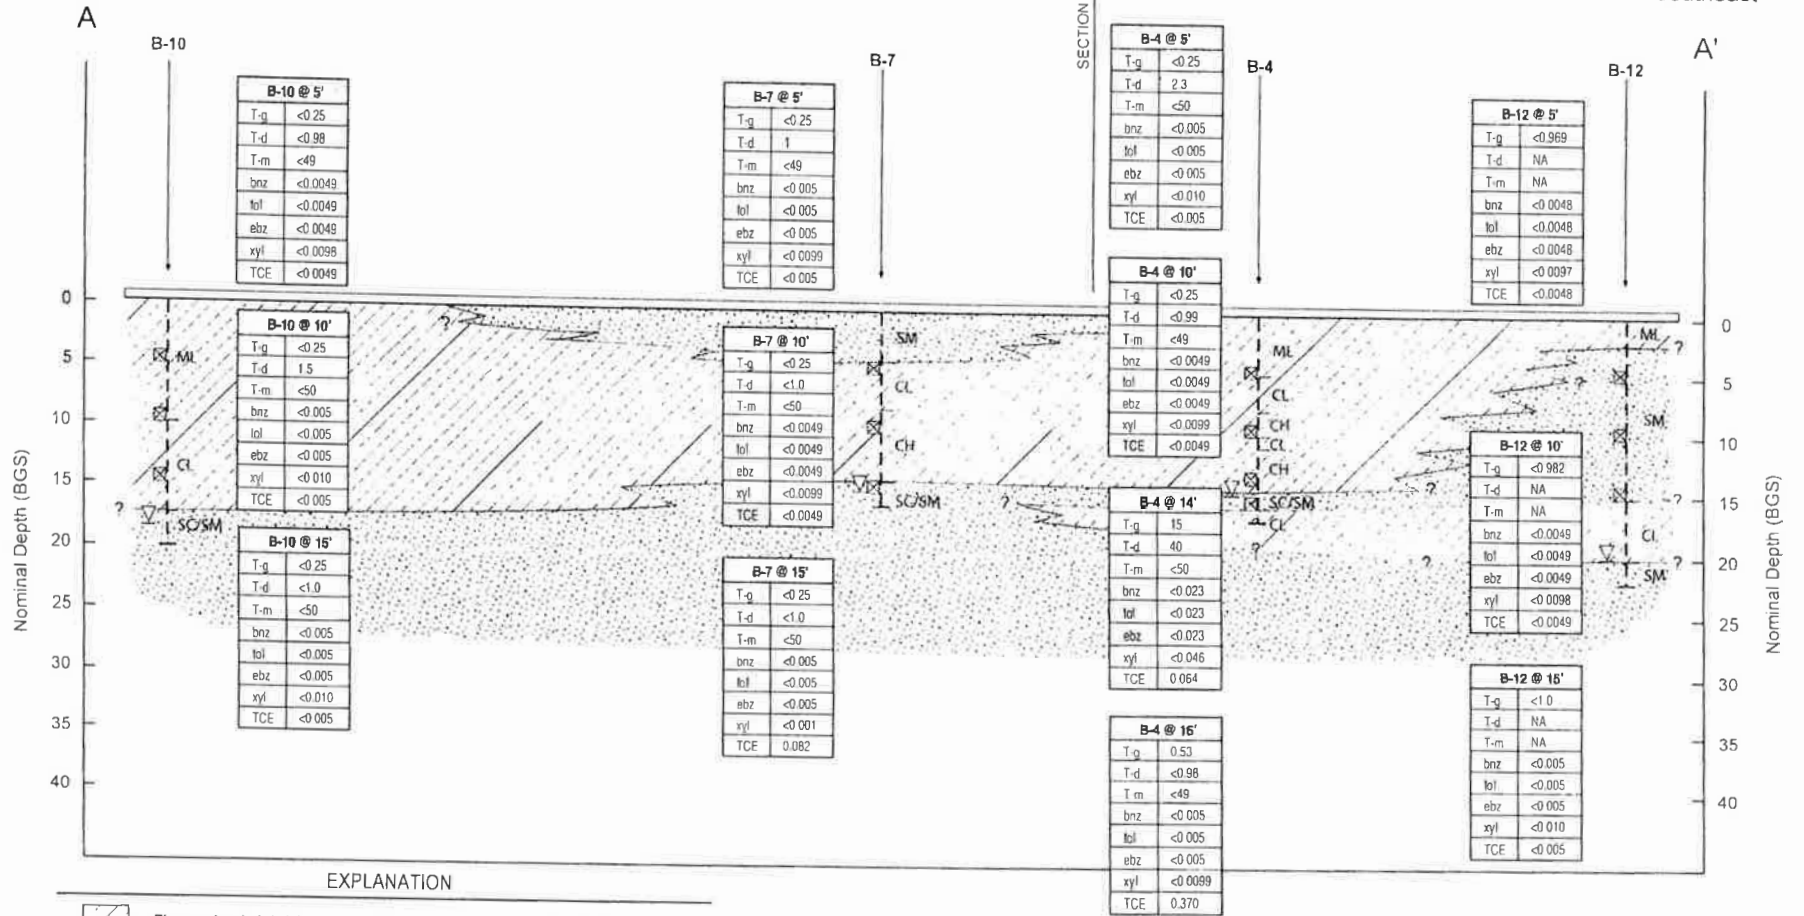 A
A'
SECTION
B-10
B-7
B-4
B-12
B-10 @ 5'
T-g <0.25
T-d <0.98
T-m <49
bnz <0.0049
tol <0.0049
ebz <0 0049
xyl <0.0098
TCE <0 0049
B-7 @ 5'
T-g <0.25
T-d 1
T-m <49
bnz <0 005
tol <0 005
ebz <0 005
xyl <0 0099
TCE <0 005
B-4 @ 5'
T-g <0.25
T-d 2 3
T-m <50
bnz <0.005
tol <0 005
ebz <0 005
xyl <0.010
TCE <0.005
B-12 @ 5'
T-g <0.969
T-d NA
T-m NA
bnz <0 0048
tol <0 0048
ebz <0 0048
xyl <0 0097
TCE <0 0048
B-10 @ 10'
T-g <0.25
T-d 1 5
T-m <50
bnz <0.005
tol <0.005
ebz <0 005
xyl <0 010
TCE <0 005
B-7 @ 10'
T-g <0.25
T-d <1.0
T-m <50
bnz <0.0049
tol <0 0049
ebz <0.0049
xyl <0.0099
TCE <0.0049
B-4 @ 10'
T-g <0.25
T-d <0.99
T-m <49
bnz <0 0049
tol <0.0049
ebz <0.0049
xyl <0.0099
TCE <0.0049
B-12 @ 10'
T-g <0.982
T-d NA
T-m NA
bnz <0.0049
tol <0.0049
ebz <0.0049
xyl <0 0098
TCE <0.0049
B-10 @ 15'
T-g <0.25
T-d <1.0
T-m <50
bnz <0.005
tol <0.005
ebz <0.005
xyl <0.010
TCE <0 005
B-7 @ 15'
T-g <0.25
T-d <1.0
T-m <50
bnz <0 005
tol <0.005
ebz <0.005
xyl <0 001
TCE 0.082
B-4 @ 14'
T-g 15
T-d 40
T-m <50
bnz <0.023
tol <0.023
ebz <0.023
xyl <0.046
TCE 0 064
B-4 @ 16'
T-g 0.53
T-d <0.98
T m <49
bnz <0 005
tol <0 005
ebz <0.005
xyl <0 0099
TCE 0.370
B-12 @ 15'
T-g <1 0
T-d NA
T-m NA
bnz <0.005
tol <0.005
ebz <0 005
xyl <0 010
TCE <0 005
Nominal Depth (BGS)
0
5
10
15
20
25
30
35
40
ML
CL
SC/SM
?
?
SM
CL
CH
SC/SM
?
ML
CL
CH
CL
CH
SC/SM
CL
?
?
?
ML
SM
CL
SM
?
?
?
?
0
5
10
15
20
25
30
35
40
Nominal Depth (BGS)
EXPLANATION